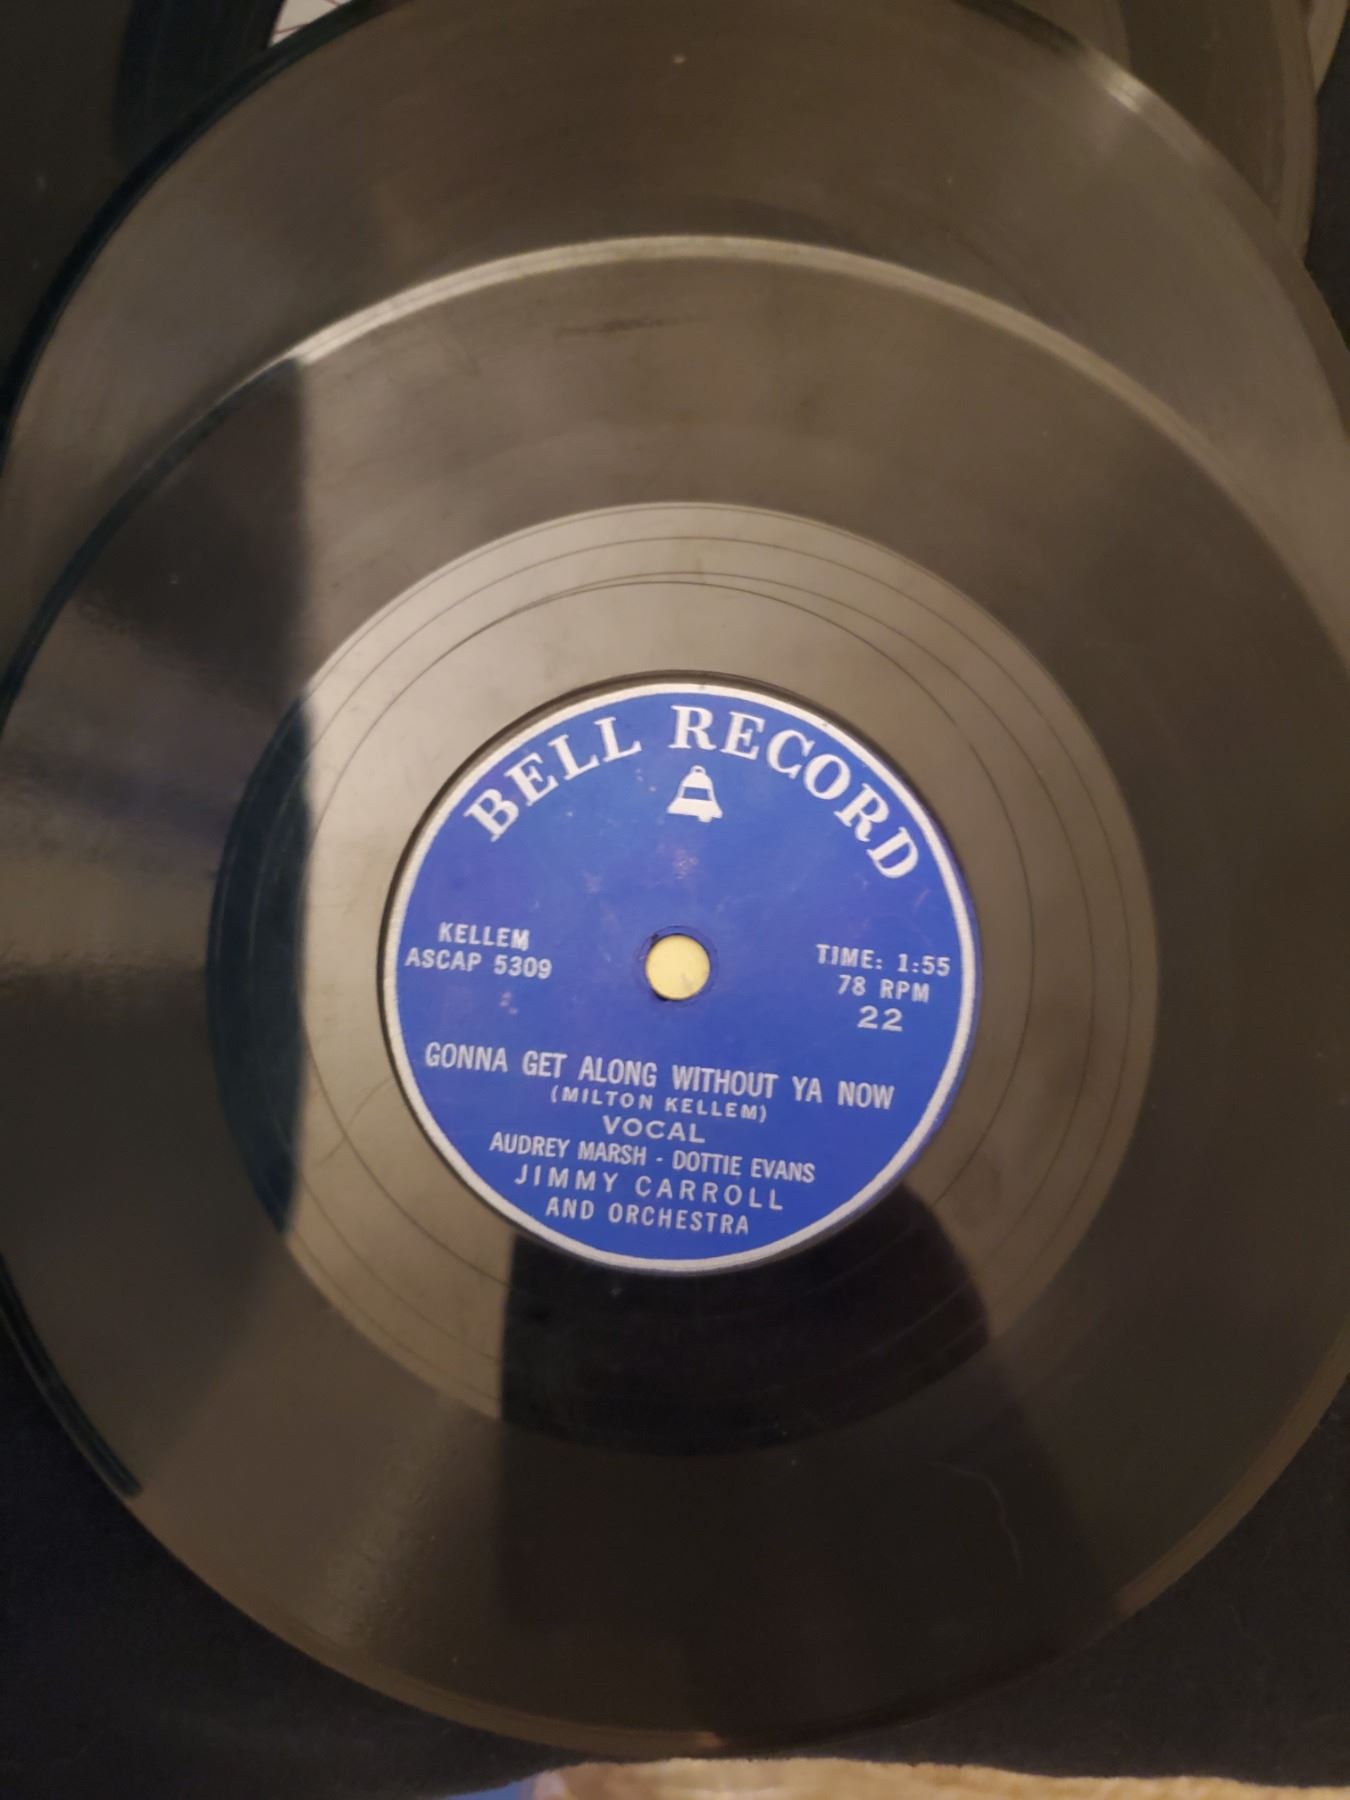 BELL RECORD
KELLEM
ASCAP 5309
TIME: 1:55
78 RPM
22
GONNA GET ALONG WITHOUT YA NOW
(MILTON KELLEM)
VOCAL
AUDREY MARSH - DOTTIE EVANS
JIMMY CARROLL
AND ORCHESTRA